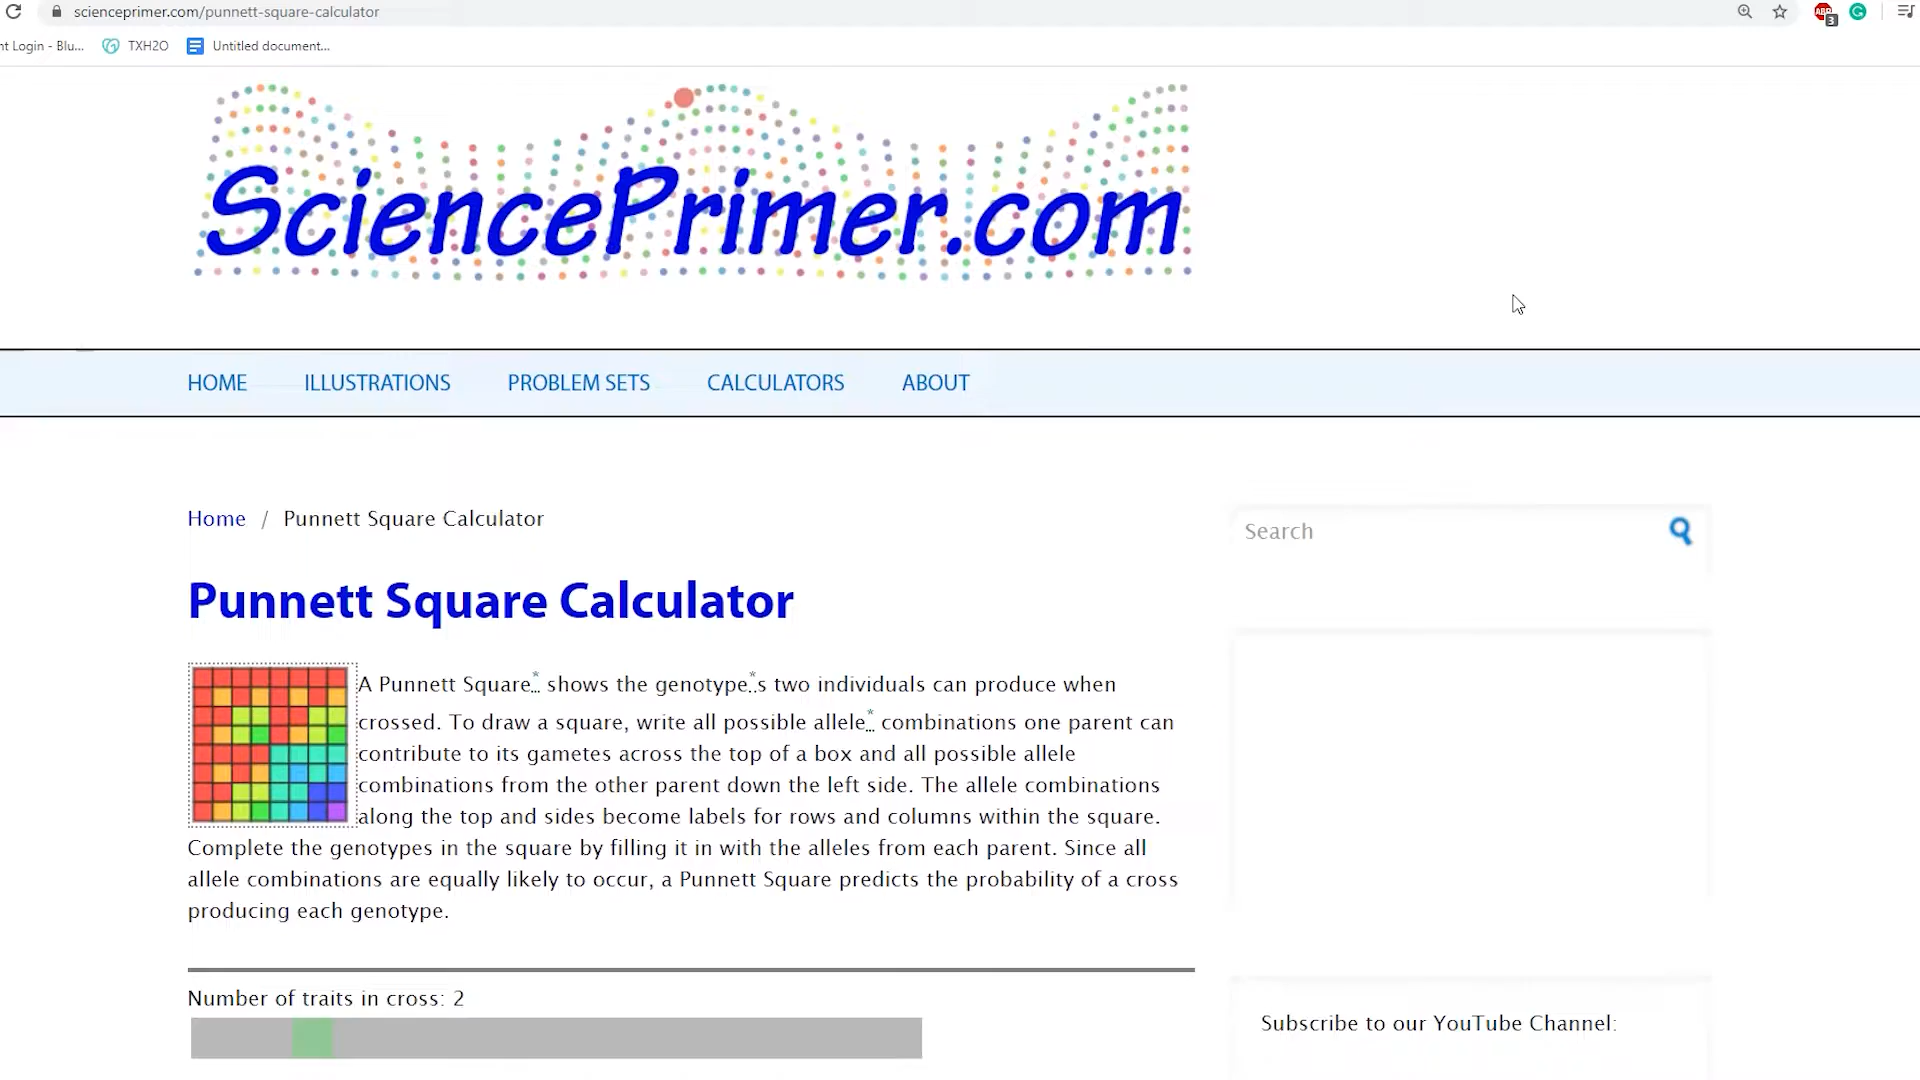 scienceprimer.com/punnett-square-calculator
ABP
3
nt Login - Blu...
TXH2O
Untitled document...
SciencePrimer.com
HOME
ILLUSTRATIONS
PROBLEM SETS
CALCULATORS
ABOUT
Home / Punnett Square Calculator
Search
Punnett Square Calculator
A Punnett Square* shows the genotype*s two individuals can produce when
crossed. To draw a square, write all possible allele* combinations one parent can
contribute to its gametes across the top of a box and all possible allele
combinations from the other parent down the left side. The allele combinations
along the top and sides become labels for rows and columns within the square.
Complete the genotypes in the square by filling it in with the alleles from each parent. Since all
allele combinations are equally likely to occur, a Punnett Square predicts the probability of a cross
producing each genotype.
Number of traits in cross: 2
Subscribe to our YouTube Channel: